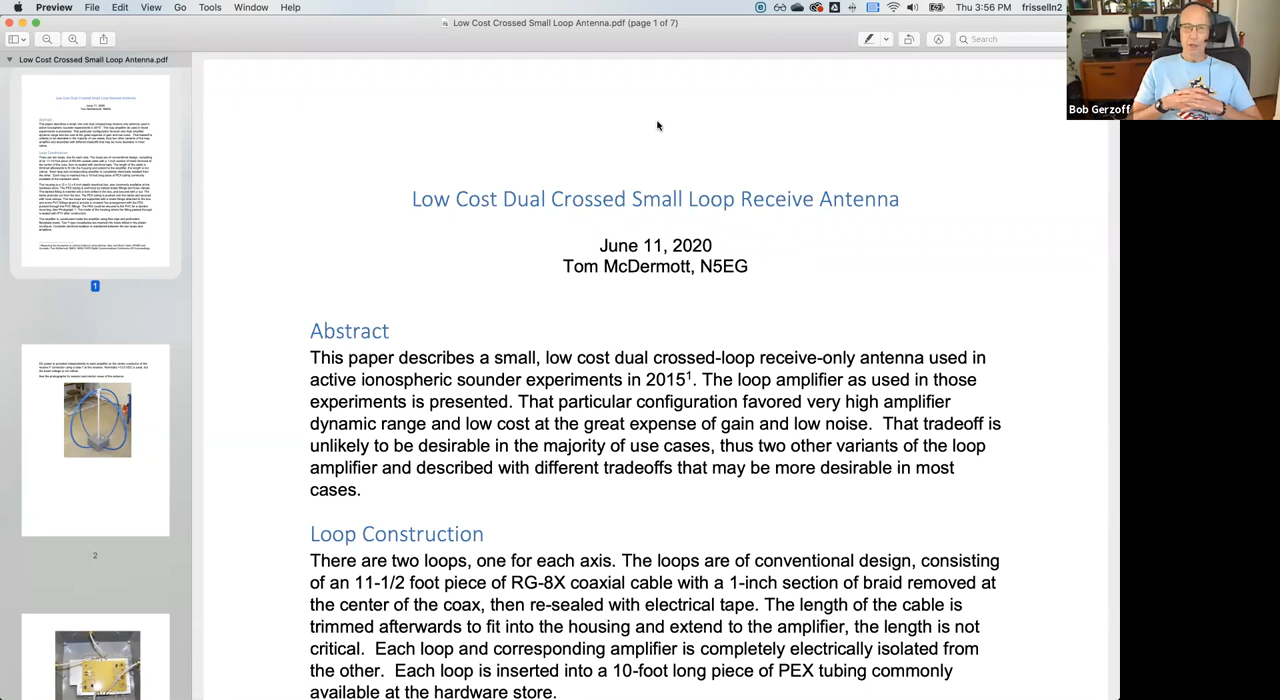 Preview File Edit View Go Tools Window Help
Thu 3:56 PM frisselln2
Low Cost Crossed Small Loop Antenna.pdf (page 1 of 7)
Search
Low Cost Crossed Small Loop Antenna.pdf
Bob Gerzoff
Low Cost Dual Crossed Small Loop Receive Antenna
June 11, 2020
Tom McDermott, N5EG
Abstract
This paper describes a small, low cost dual crossed-loop receive-only antenna used in
active ionospheric sounder experiments in 2015¹. The loop amplifier as used in those
experiments is presented. That particular configuration favored very high amplifier
dynamic range and low cost at the great expense of gain and low noise. That tradeoff is
unlikely to be desirable in the majority of use cases, thus two other variants of the loop
amplifier and described with different tradeoffs that may be more desirable in most
cases.
Loop Construction
There are two loops, one for each axis. The loops are of conventional design, consisting
of an 11-1/2 foot piece of RG-8X coaxial cable with a 1-inch section of braid removed at
the center of the coax, then re-sealed with electrical tape. The length of the cable is
trimmed afterwards to fit into the housing and extend to the amplifier, the length is not
critical. Each loop and corresponding amplifier is completely electrically isolated from
the other. Each loop is inserted into a 10-foot long piece of PEX tubing commonly
available at the hardware store.
1
2